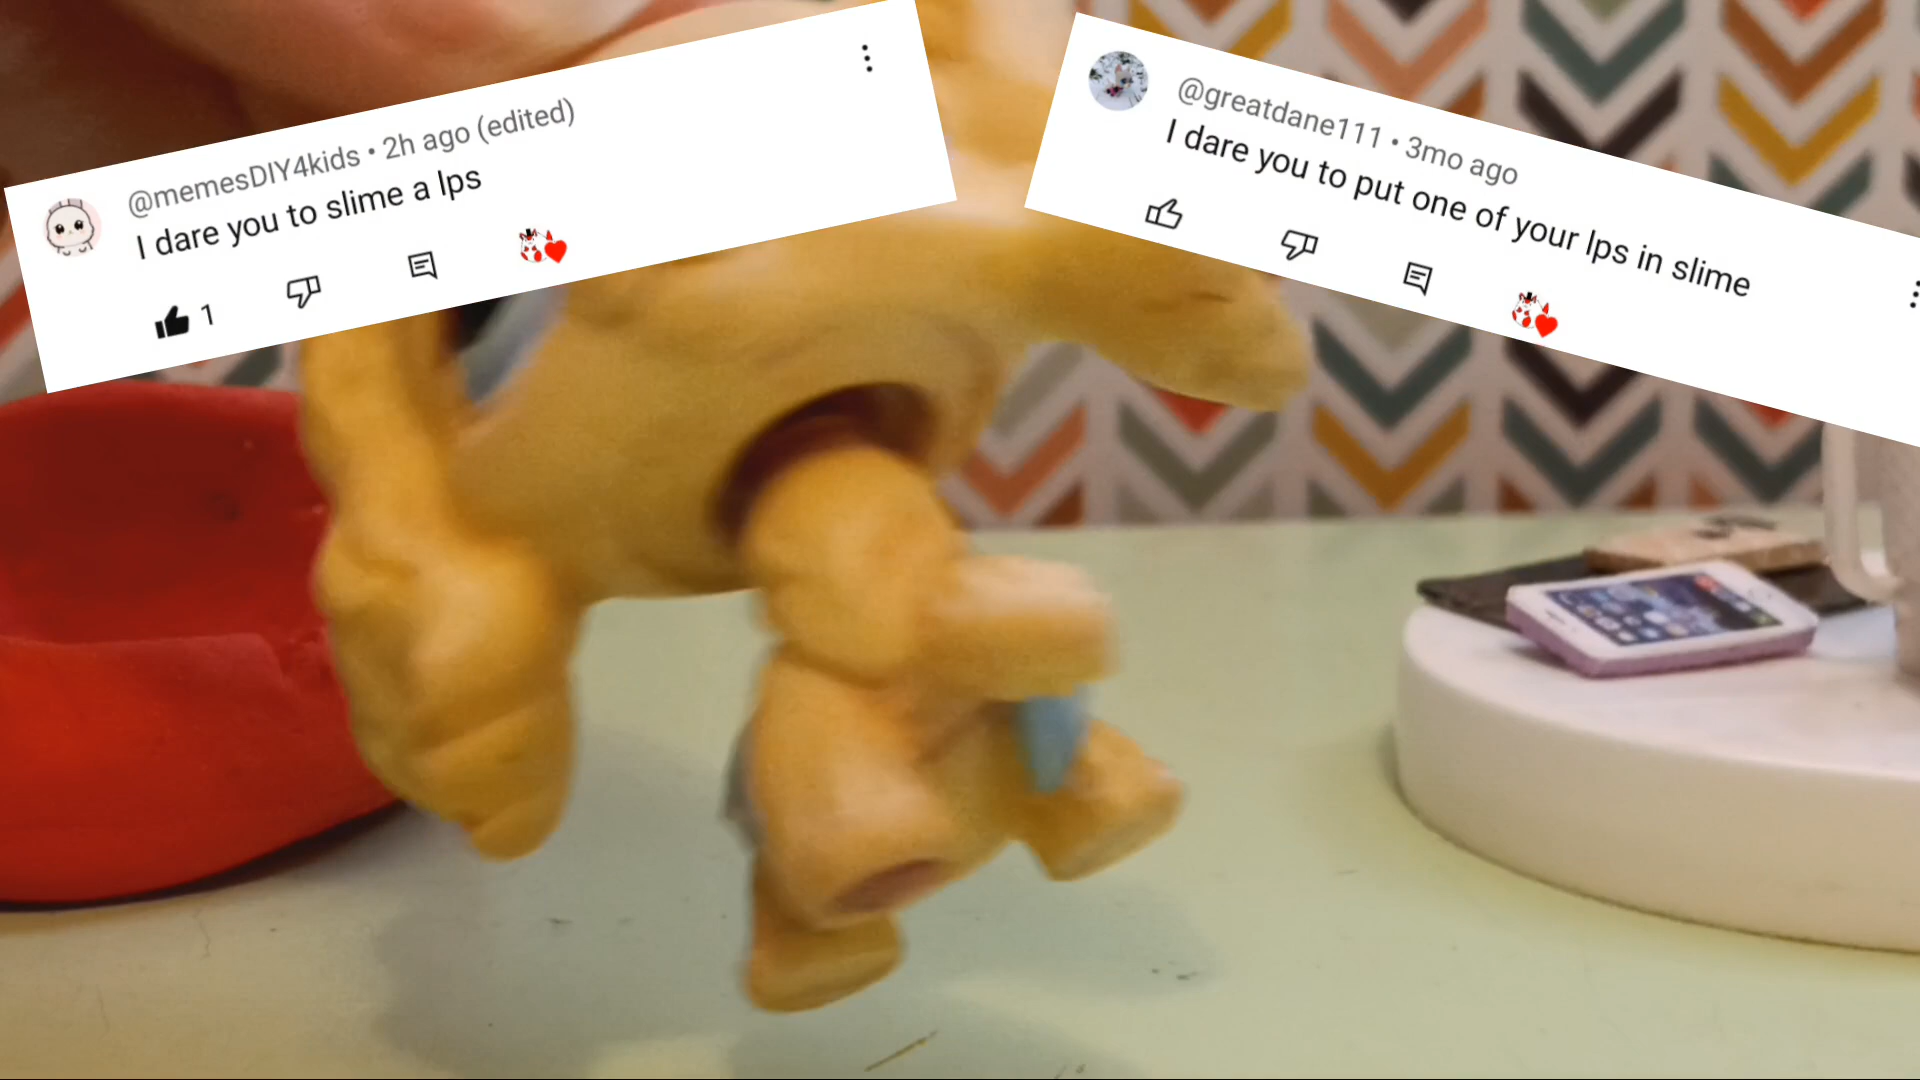 @memesDIY4kids • 2h ago (edited)
I dare you to slime a lps
1
@greatdane111 • 3mo ago
I dare you to put one of your lps in slime